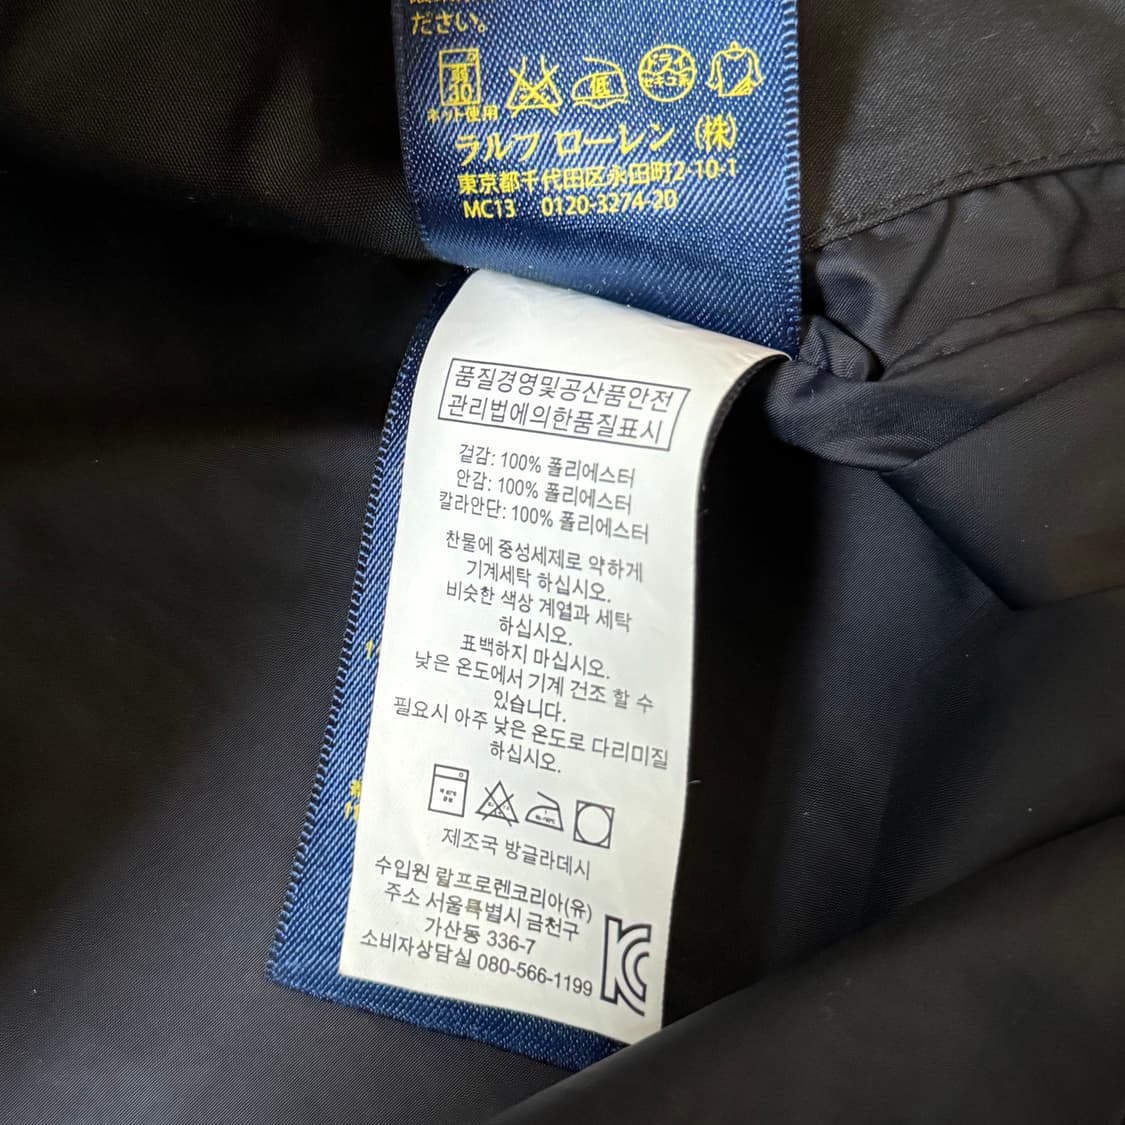 ださい。
弱
30
低
ドライ
セキユ系
ネット使用
ラルフ ローレン (株)
東京都千代田区永田町2-10-1
MC13 0120-3274-20
품질경영및공산품안전
관리법에의한품질표시
겉감: 100% 폴리에스터
안감: 100% 폴리에스터
칼라안단: 100% 폴리에스터
찬물에 중성세제로 약하게
기계세탁 하십시오.
비슷한 색상 계열과 세탁
하십시오.
표백하지 마십시오.
낮은 온도에서 기계 건조 할 수
있습니다.
필요시 아주 낮은 온도로 다리미질
하십시오.
제조국 방글라데시
수입원 랄프로렌코리아(유)
주소 서울특별시 금천구
가산동 336-7
소비자상담실 080-566-1199